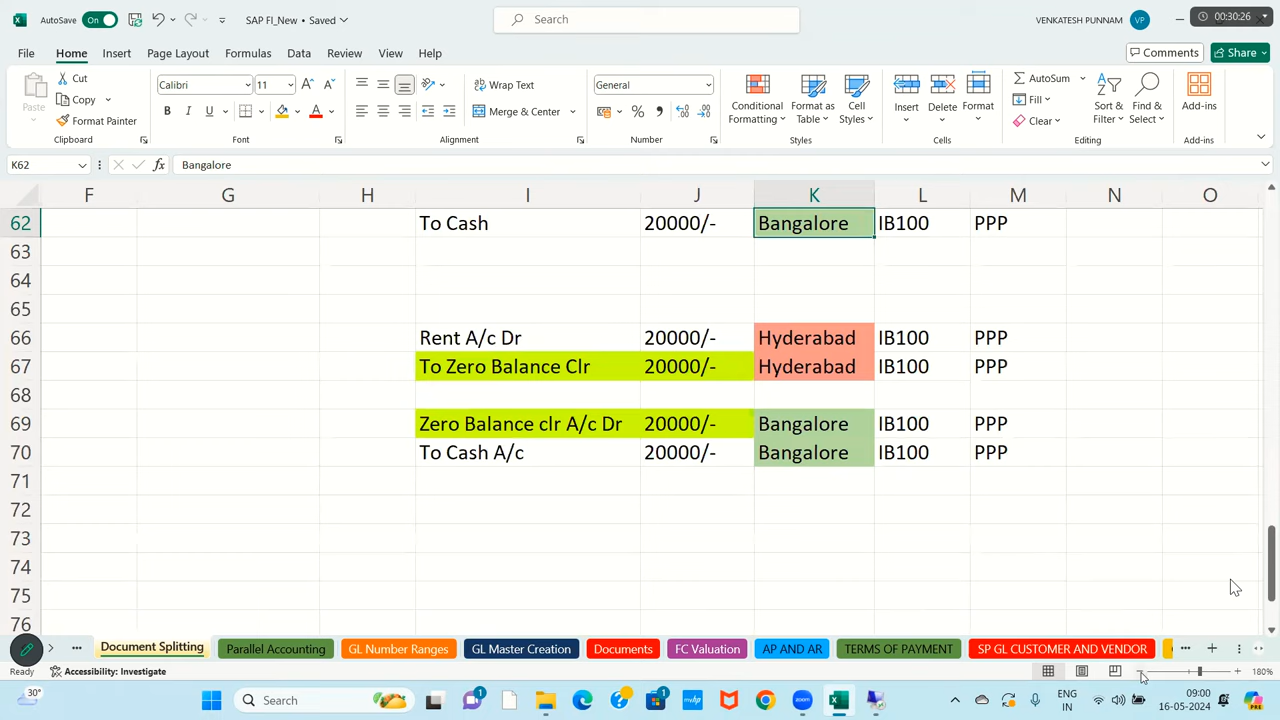 AutoSave On SAP FI_New • Saved Search VENKATESH PUNNAM VP 00:30:26
File Home Insert Page Layout Formulas Data Review View Help Comments Share
Paste Cut Copy Format Painter Clipboard
Calibri 11 A A B I U A Font
Wrap Text Merge & Center Alignment
General % , Number
Conditional Formatting Format as Table Cell Styles Styles
Insert Delete Format Cells
AutoSum Fill Clear Sort & Filter Find & Select Editing
Add-ins Add-ins
K62 fx Bangalore
F G H I J K L M N O
62 To Cash 20000/- Bangalore IB100 PPP
63
64
65
66 Rent A/c Dr 20000/- Hyderabad IB100 PPP
67 To Zero Balance Clr 20000/- Hyderabad IB100 PPP
68
69 Zero Balance clr A/c Dr 20000/- Bangalore IB100 PPP
70 To Cash A/c 20000/- Bangalore IB100 PPP
71
72
73
74
75
76
Document Splitting Parallel Accounting GL Number Ranges GL Master Creation Documents FC Valuation AP AND AR TERMS OF PAYMENT SP GL CUSTOMER AND VENDOR
Ready Accessibility: Investigate 180%
30° Search 1 1 ENG IN 09:00 16-05-2024